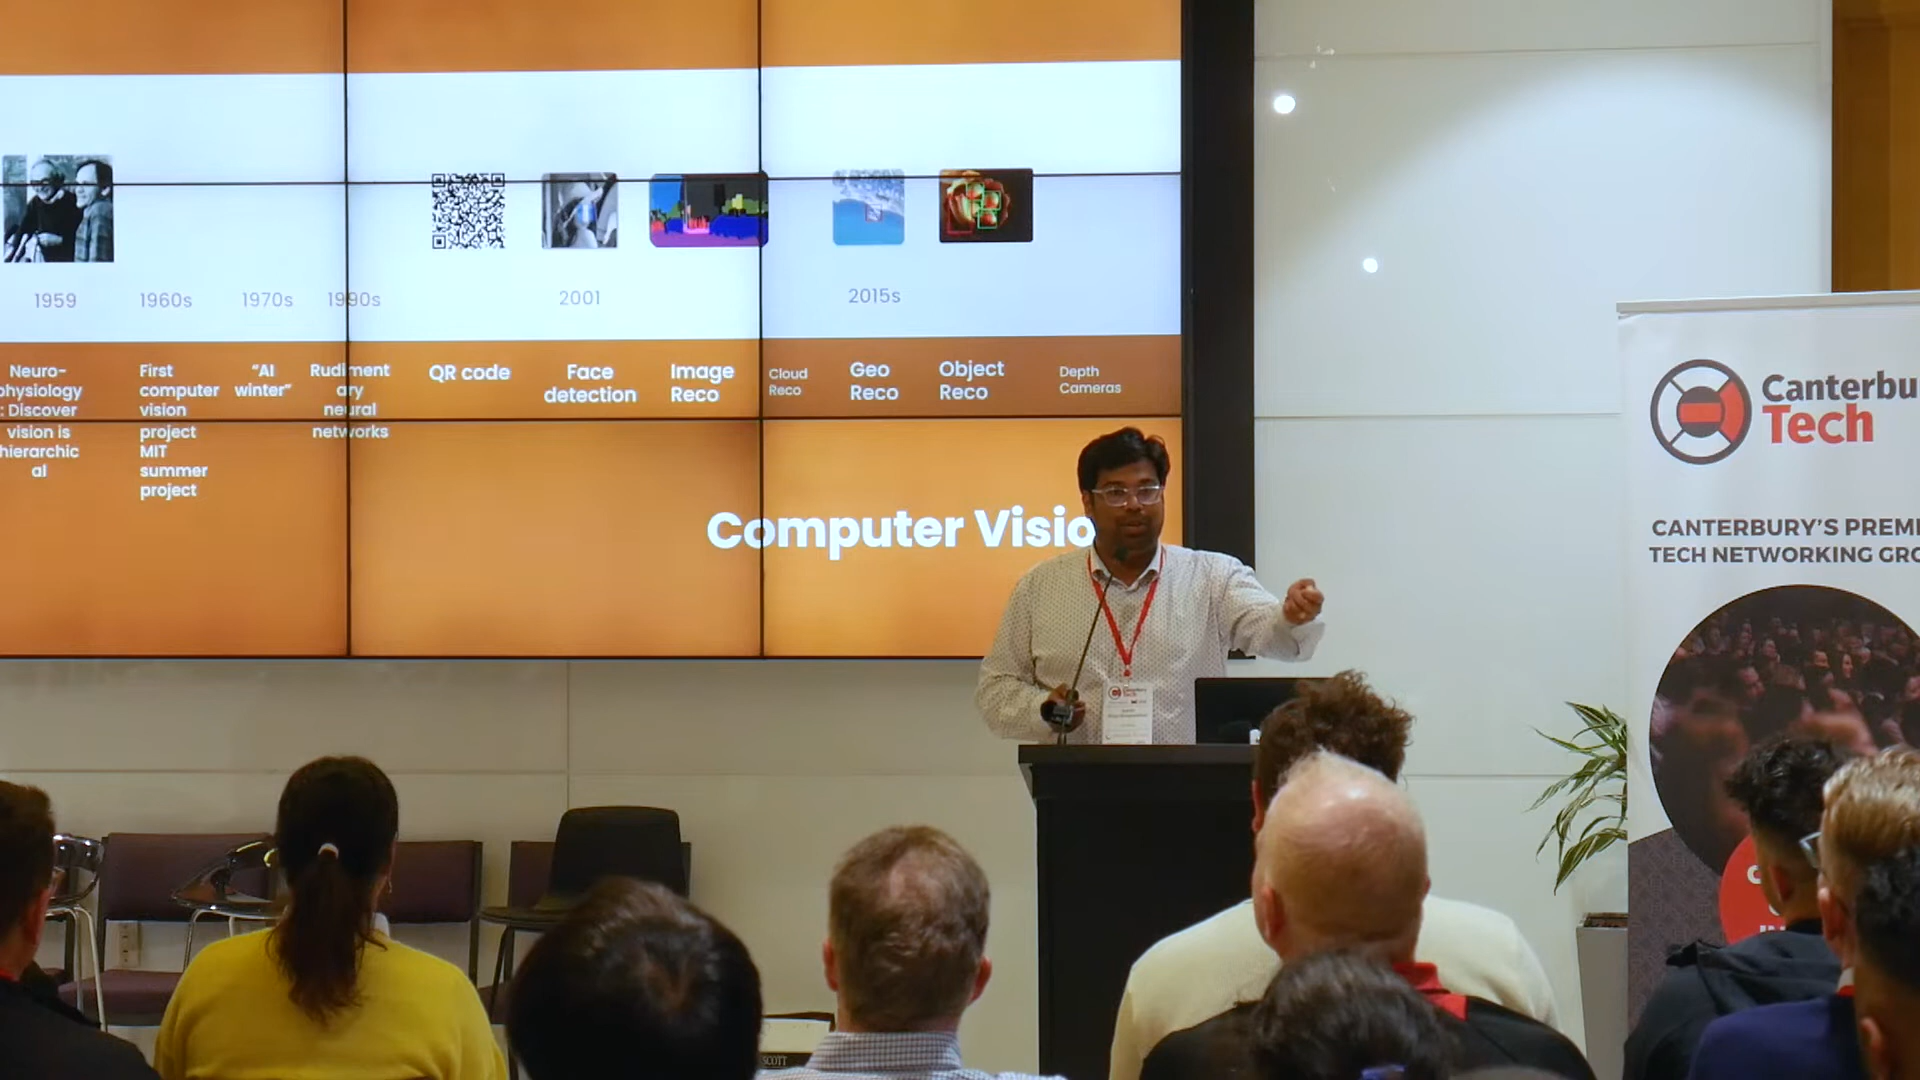 1959
1960s
1970s
1990s
2001
2015s
Neuro-
physiology
: Discover
vision is
hierarchic
al
First
computer
vision
project
MIT
summer
project
"AI
winter"
Rudiment
ary
neural
networks
QR code
Face
detection
Image
Reco
Cloud
Reco
Geo
Reco
Object
Reco
Depth
Cameras
Computer Visio
Canterbu
Tech
CANTERBURY'S PREMI
TECH NETWORKING GRO
SCOTT